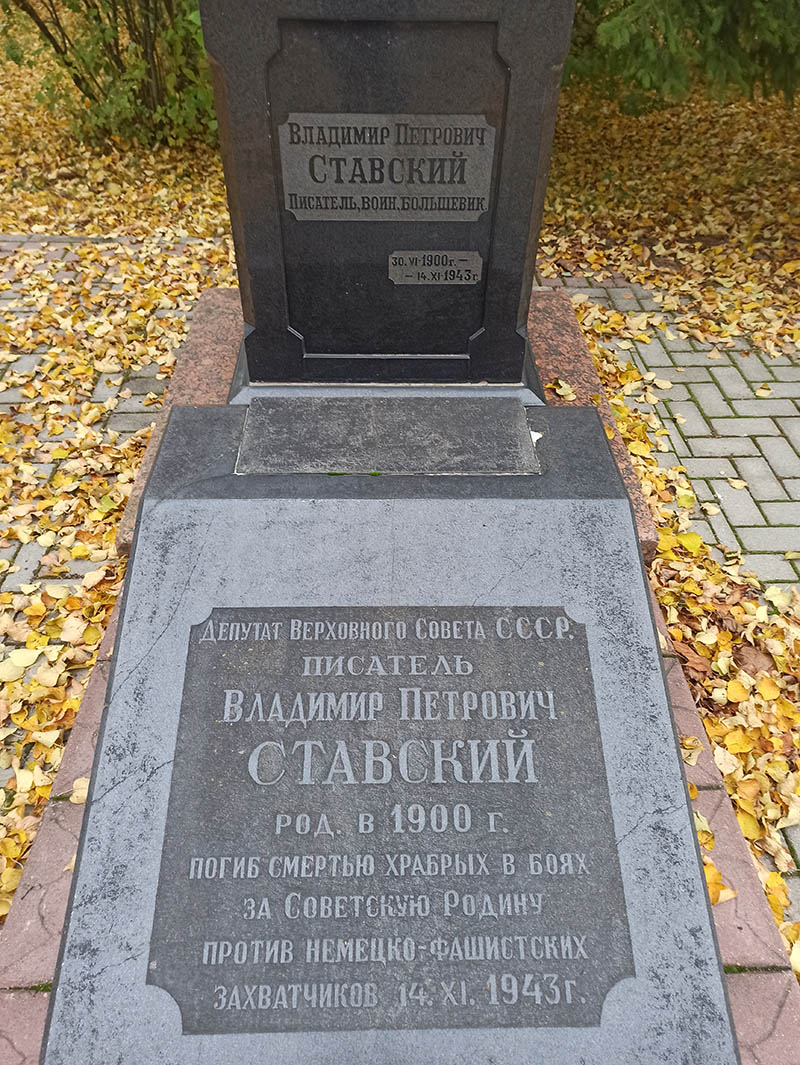 Владимир Петрович
СТАВСКИЙ
Писатель, воин, большевик.
30.VI-1900г.–
– 14.XI-1943г.
Депутат Верховного Совета СССР.
писатель
Владимир Петрович
СТАВСКИЙ
род. в 1900 г.
погиб смертью храбрых в боях
за Советскую Родину
против немецко-фашистских
захватчиков 14. XI. 1943г.